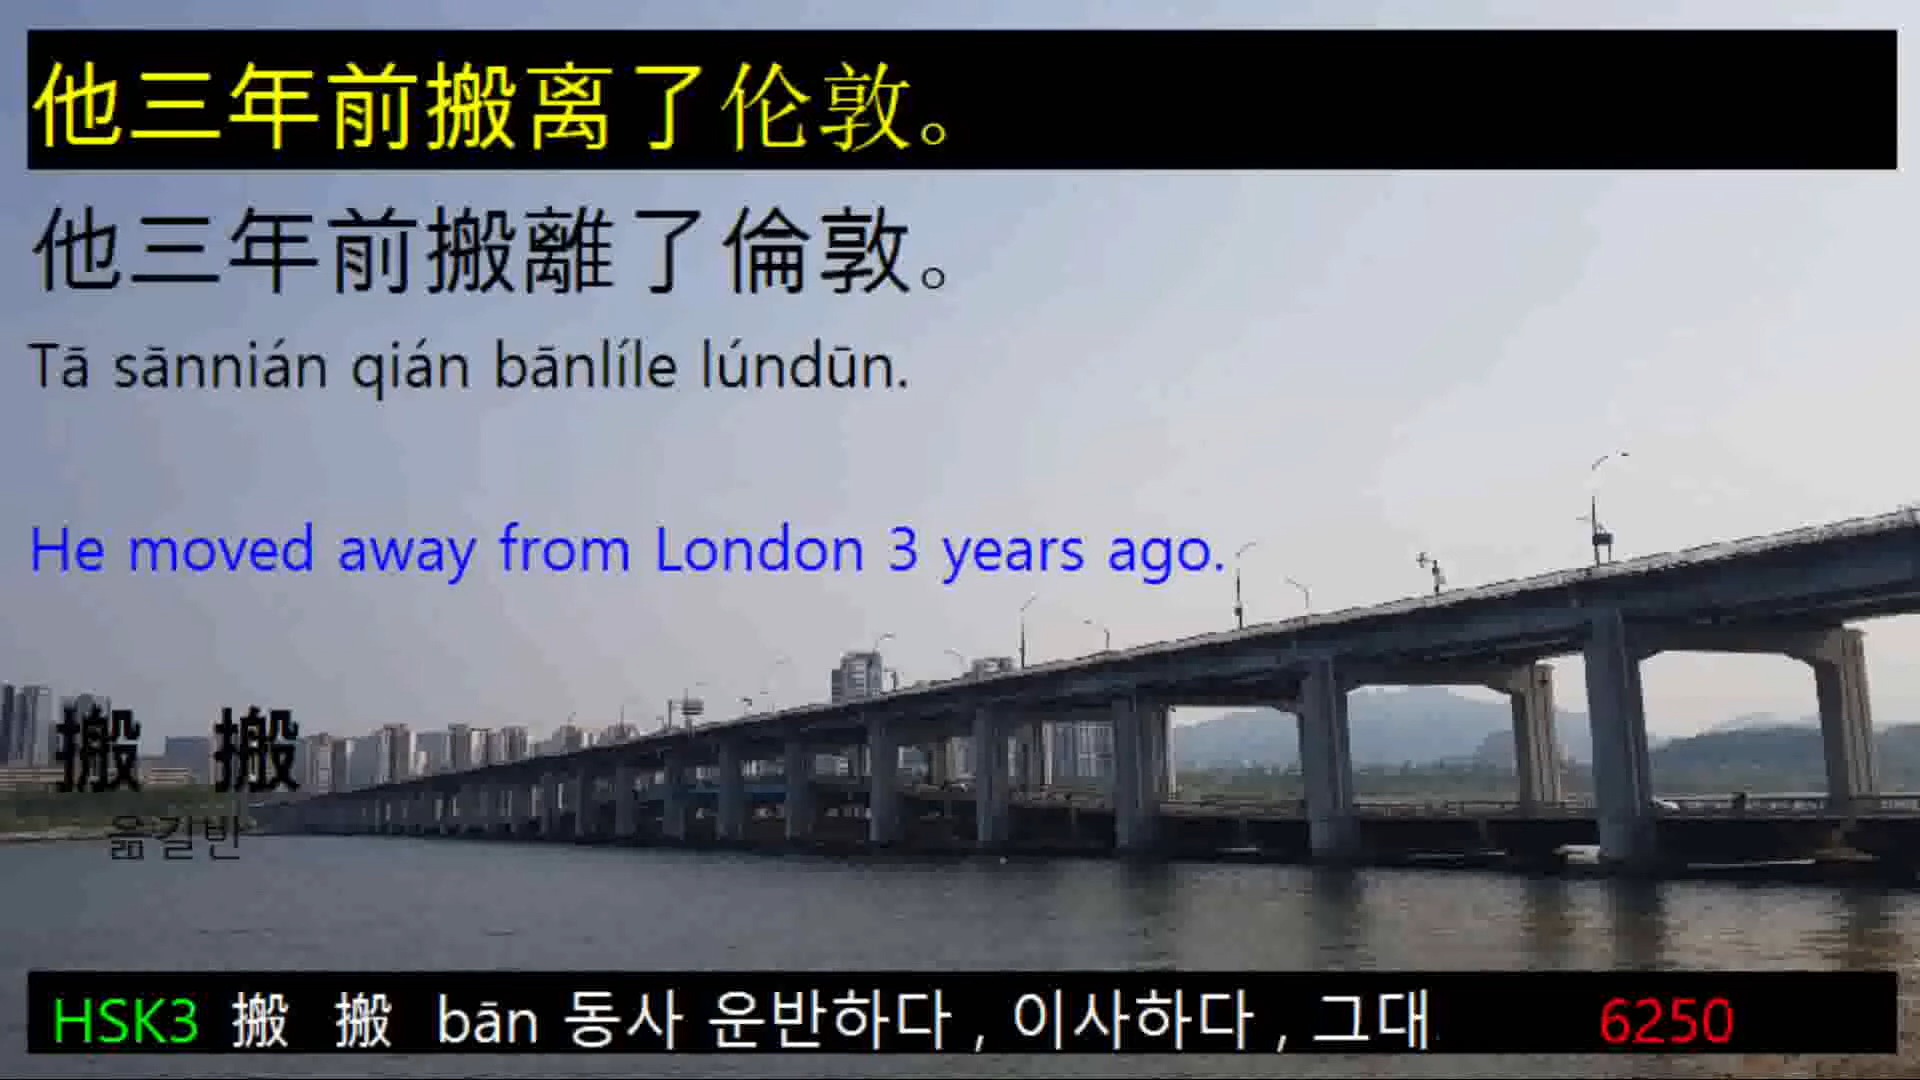 他三年前搬离了伦敦。
他三年前搬離了倫敦。
Tā sānnián qián bānlíle lúndūn.
He moved away from London 3 years ago.
搬 搬
옮길반
HSK3 搬 搬 bān 동사 운반하다 , 이사하다 , 그대 6250